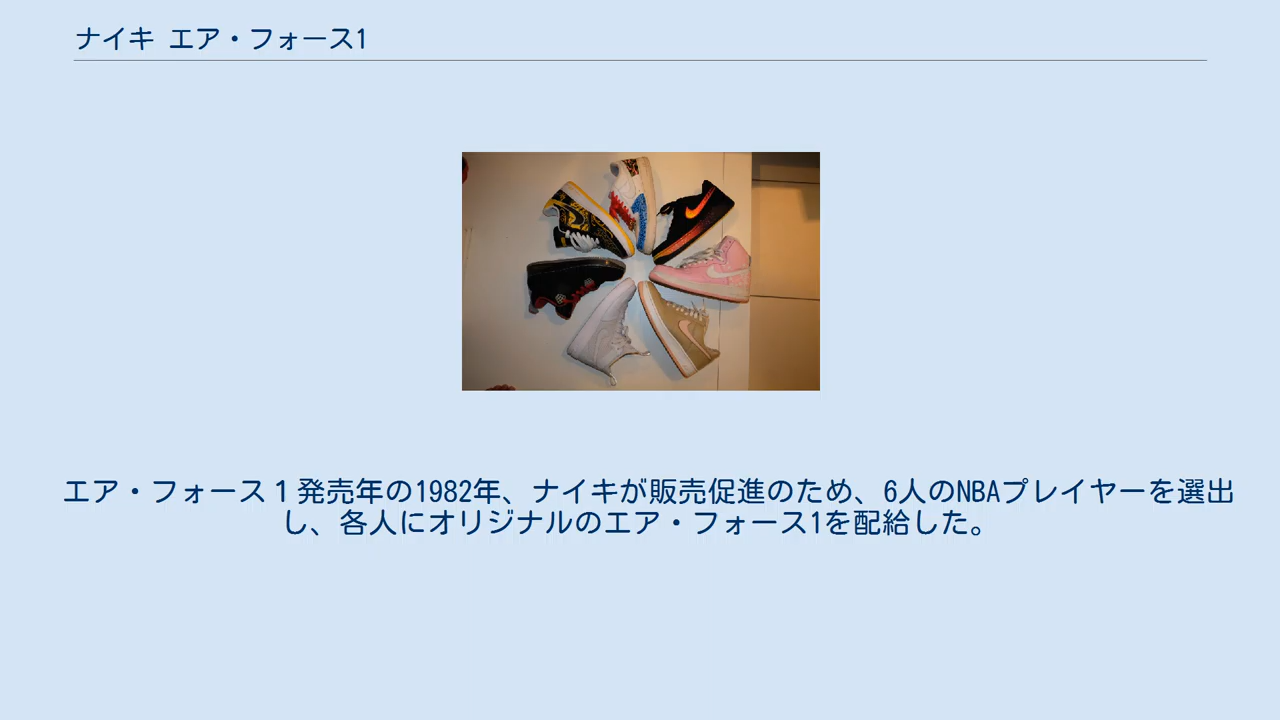 ナイキ エア・フォース1
エア・フォース１発売年の1982年、ナイキが販売促進のため、6人のNBAプレイヤーを選出
し、各人にオリジナルのエア・フォース1を配給した。